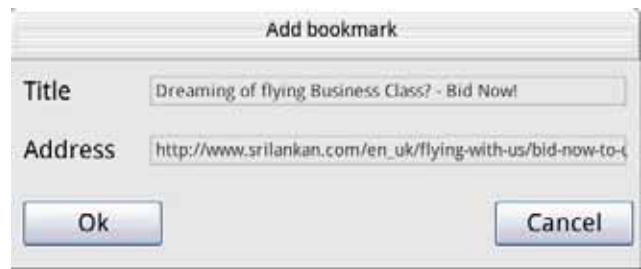 Add bookmark
Title Dreaming of flying Business Class? - Bid Now!
Address http://www.srilankan.com/en_uk/flying-with-us/bid-now-to-
Ok Cancel